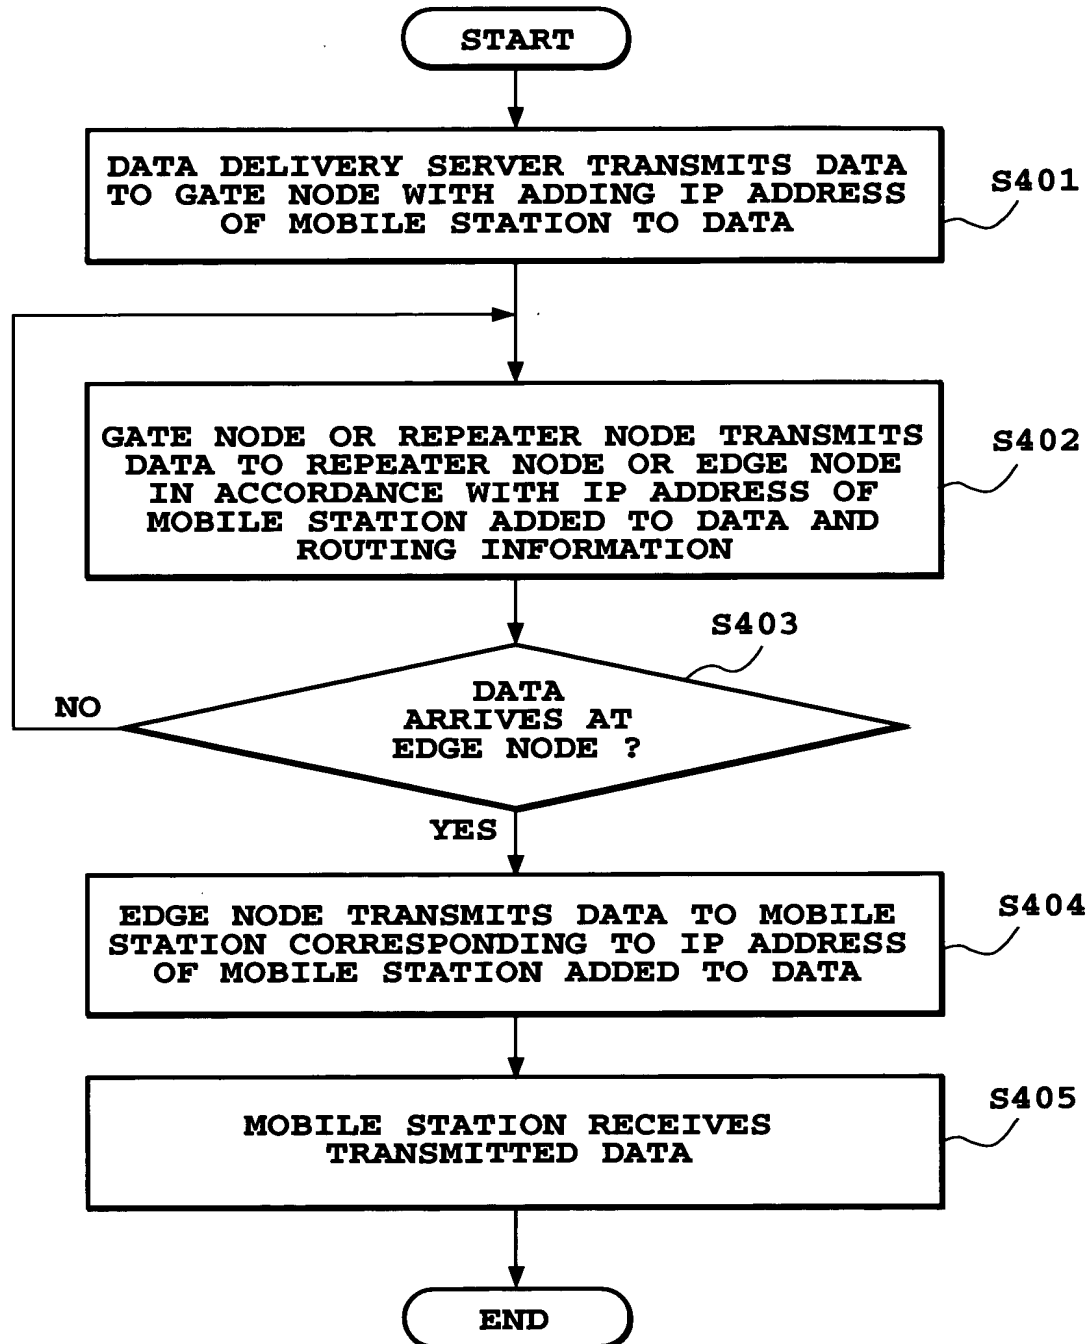 START
DATA DELIVERY SERVER TRANSMITS DATA
TO GATE NODE WITH ADDING IP ADDRESS
OF MOBILE STATION TO DATA
S401
GATE NODE OR REPEATER NODE TRANSMITS
DATA TO REPEATER NODE OR EDGE NODE
IN ACCORDANCE WITH IP ADDRESS OF
MOBILE STATION ADDED TO DATA AND
ROUTING INFORMATION
S402
S403
DATA
ARRIVES AT
EDGE NODE ?
NO
YES
EDGE NODE TRANSMITS DATA TO MOBILE
STATION CORRESPONDING TO IP ADDRESS
OF MOBILE STATION ADDED TO DATA
S404
MOBILE STATION RECEIVES
TRANSMITTED DATA
S405
END